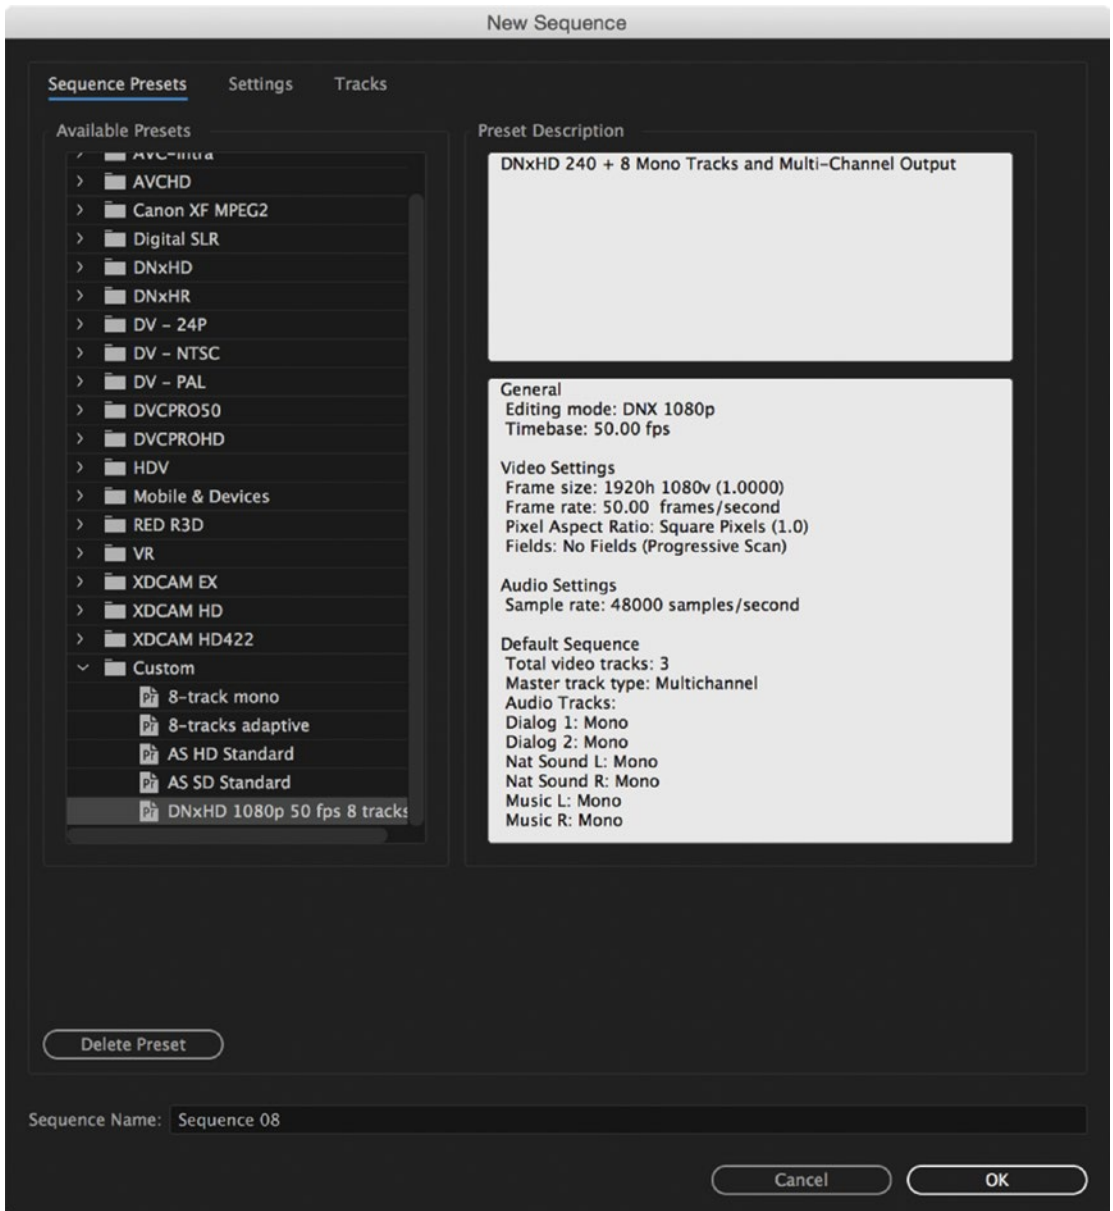 New Sequence
Sequence Presets Settings Tracks
Available Presets
AVC-Intra
AVCHD
Canon XF MPEG2
Digital SLR
DNxHD
DNxHR
DV - 24P
DV - NTSC
DV - PAL
DVCPRO50
DVCPROHD
HDV
Mobile & Devices
RED R3D
VR
XDCAM EX
XDCAM HD
XDCAM HD422
Custom
8-track mono
8-tracks adaptive
AS HD Standard
AS SD Standard
DNxHD 1080p 50 fps 8 tracks
Preset Description
DNxHD 240 + 8 Mono Tracks and Multi-Channel Output
General
Editing mode: DNX 1080p
Timebase: 50.00 fps
Video Settings
Frame size: 1920h 1080v (1.0000)
Frame rate: 50.00 frames/second
Pixel Aspect Ratio: Square Pixels (1.0)
Fields: No Fields (Progressive Scan)
Audio Settings
Sample rate: 48000 samples/second
Default Sequence
Total video tracks: 3
Master track type: Multichannel
Audio Tracks:
Dialog 1: Mono
Dialog 2: Mono
Nat Sound L: Mono
Nat Sound R: Mono
Music L: Mono
Music R: Mono
Delete Preset
Sequence Name: Sequence 08
Cancel OK